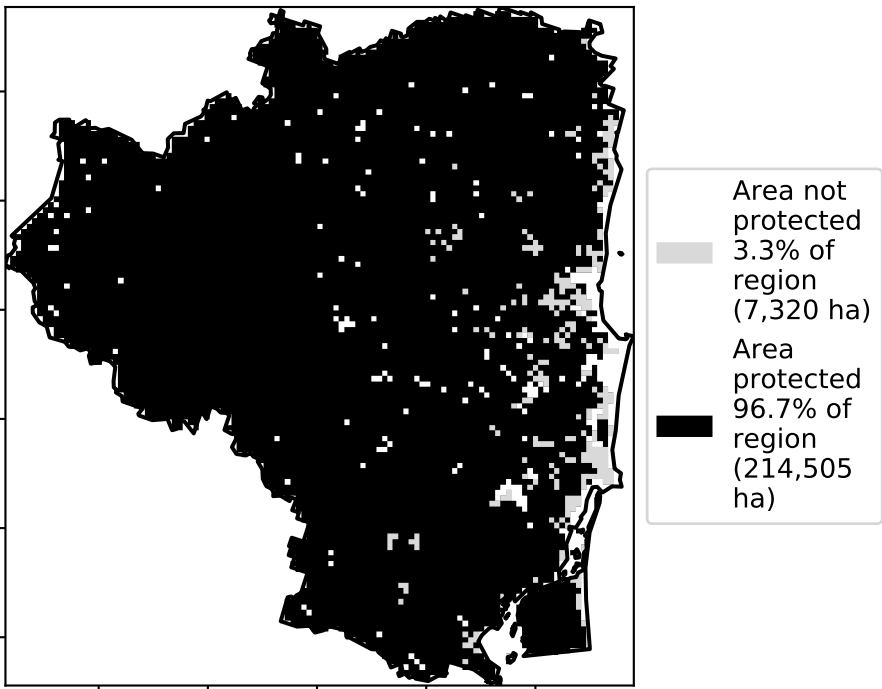 Area not
protected
3.3% of
region
(7,320 ha)
Area
protected
96.7% of
region
(214,505
ha)